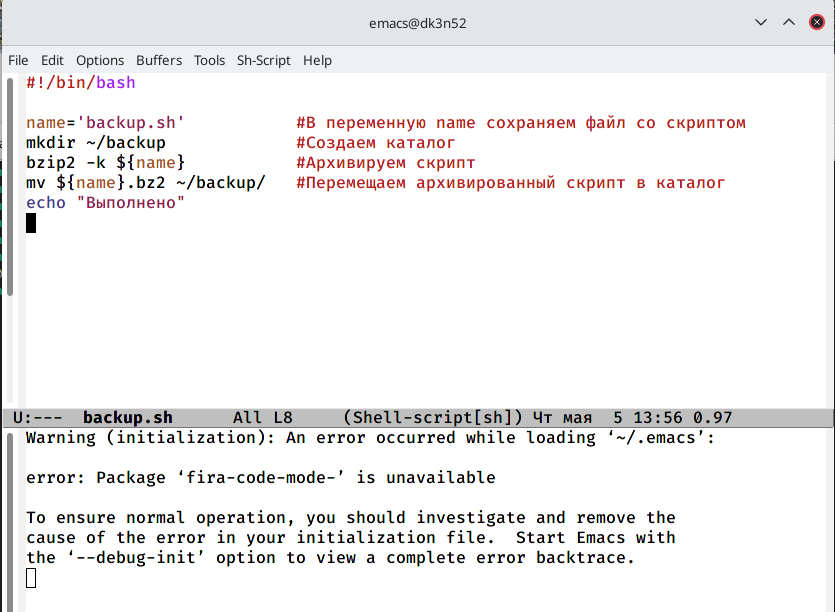 emacs@dk3n52
File Edit Options Buffers Tools Sh-Script Help
#!/bin/bash
name='backup.sh' #В переменную name сохраняем файл со скриптом
mkdir ~/backup #Создаем каталог
bzip2 -k ${name} #Архивируем скрипт
mv ${name}.bz2 ~/backup/ #Перемещаем архивированный скрипт в каталог
echo "Выполнено"
U:--- backup.sh All L8 (Shell-script[sh]) Чт мая 5 13:56 0.97
Warning (initialization): An error occurred while loading ‘~/.emacs’:
error: Package ‘fira-code-mode-’ is unavailable
To ensure normal operation, you should investigate and remove the
cause of the error in your initialization file. Start Emacs with
the ‘--debug-init’ option to view a complete error backtrace.